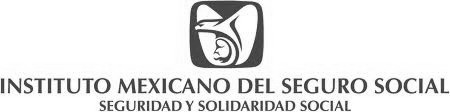 INSTITUTO MEXICANO DEL SEGURO SOCIAL
SEGURIDAD Y SOLIDARIDAD SOCIAL